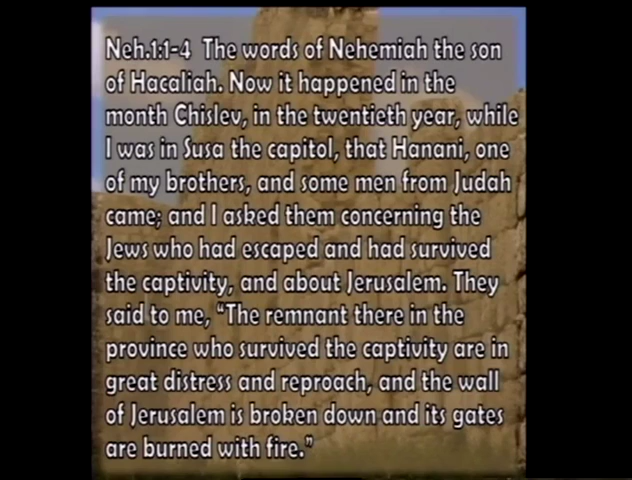 Neh.1:1-4 The words of Nehemiah the son
of Hacaliah. Now it happened in the
month Chislev, in the twentieth year, while
I was in Susa the capitol, that Hanani, one
of my brothers, and some men from Judah
came; and I asked them concerning the
Jews who had escaped and had survived
the captivity, and about Jerusalem. They
said to me, “The remnant there in the
province who survived the captivity are in
great distress and reproach, and the wall
of Jerusalem is broken down and its gates
are burned with fire.”